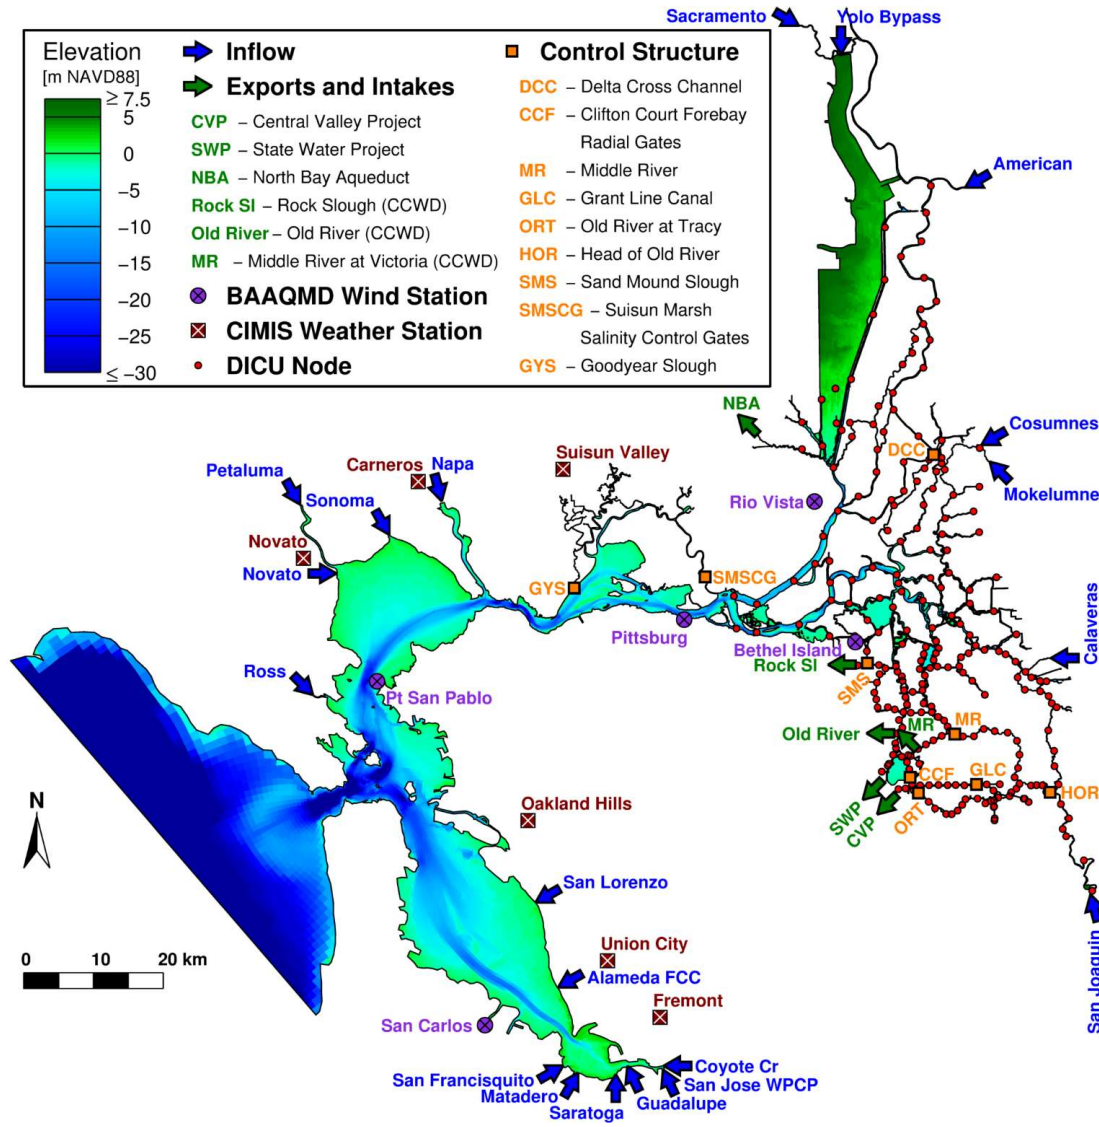 Sacramento
Yolo Bypass
Elevation
[m NAVD88]
≥ 7.5
5
0
−5
−10
−15
−20
−25
≤ −30
Inflow
Exports and Intakes
CVP – Central Valley Project
SWP – State Water Project
NBA – North Bay Aqueduct
Rock Sl – Rock Slough (CCWD)
Old River – Old River (CCWD)
MR – Middle River at Victoria (CCWD)
BAAQMD Wind Station
CIMIS Weather Station
DICU Node
Control Structure
DCC – Delta Cross Channel
CCF – Clifton Court Forebay
Radial Gates
MR – Middle River
GLC – Grant Line Canal
ORT – Old River at Tracy
HOR – Head of Old River
SMS – Sand Mound Slough
SMSCG – Suisun Marsh
Salinity Control Gates
GYS – Goodyear Slough
American
NBA
Cosumnes
DCC
Mokelumne
Petaluma
Carneros
Napa
Suisun Valley
Sonoma
Rio Vista
Novato
Novato
GYS
SMSCG
Pittsburg
Bethel Island
Calaveras
Rock Sl
SMS
Ross
Pt San Pablo
Old River
MR
MR
CCF
GLC
HOR
SWP
CVP
ORT
N
Oakland Hills
San Lorenzo
Union City
Alameda FCC
Fremont
San Joaquin
0 10 20 km
San Carlos
Coyote Cr
San Francisquito
San Jose WPCP
Matadero
Guadalupe
Saratoga